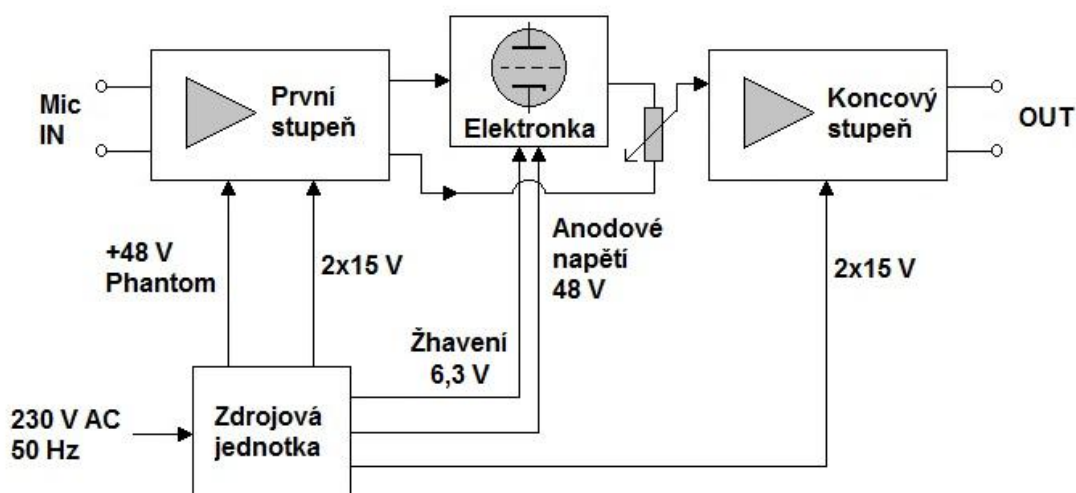 Mic
IN
První
stupeň
Elektronka
Koncový
stupeň
OUT
+48 V
Phantom
2x15 V
Anodové
napětí
48 V
2x15 V
Žhavení
6,3 V
230 V AC
50 Hz
Zdrojová
jednotka